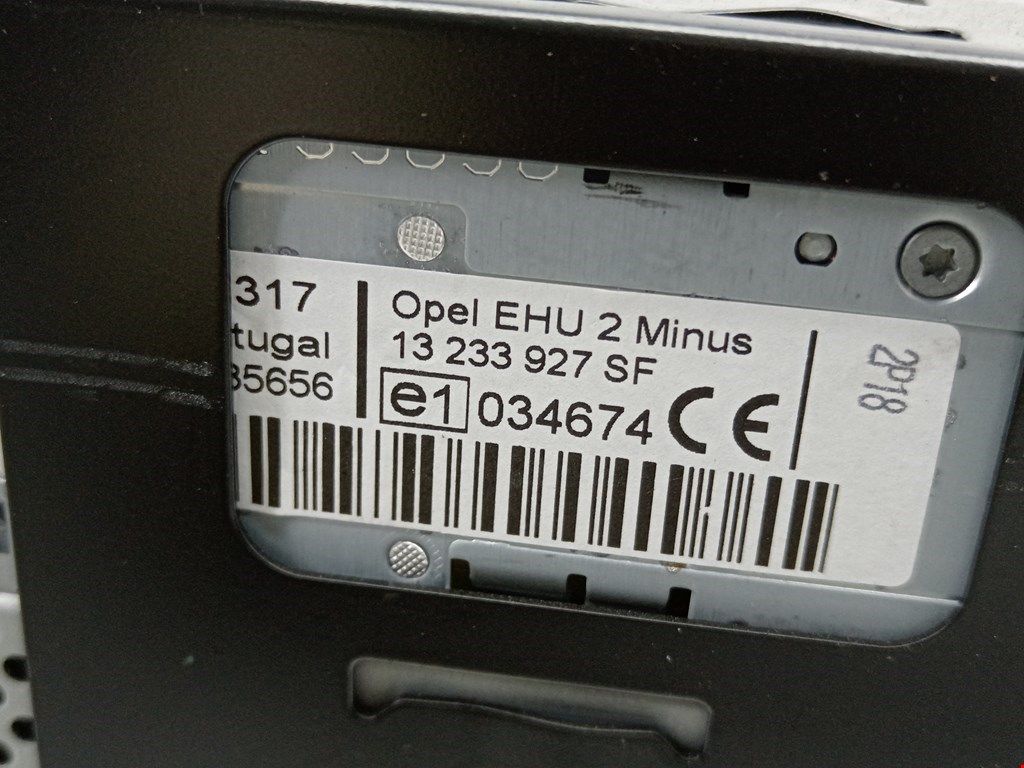 317
tugal
35656
Opel EHU 2 Minus
13 233 927 SF
e1 034674 CE
2P18